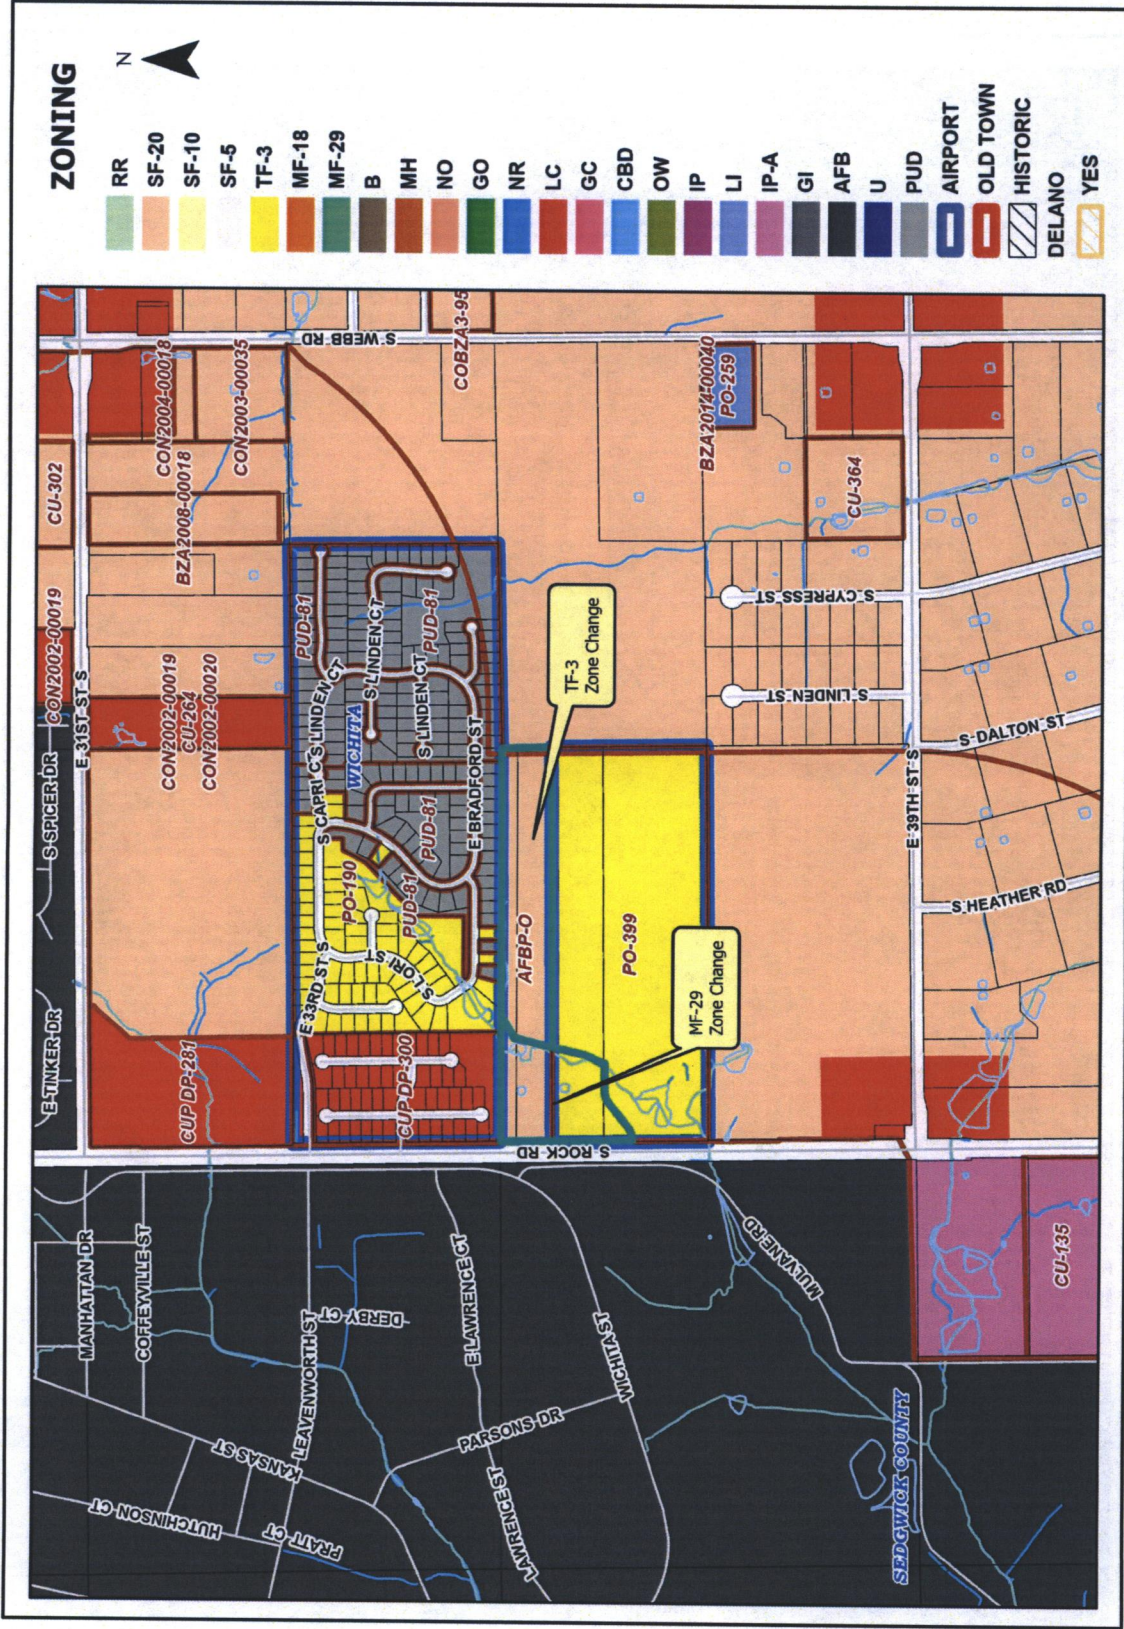 ZONING
N
RR
SF-20
SF-10
SF-5
TF-3
MF-18
MF-29
B
MH
NO
GO
NR
LC
GC
CBD
OW
IP
LI
IP-A
GI
AFB
U
PUD
AIRPORT
OLD TOWN
HISTORIC
DELANO
YES
E TINKER DR
S SPICER DR
CON2002-00019
CU-302
E 31ST ST S
MANHATTAN DR
COFFEYVILLE ST
CUP DP-281
CON2002-00019
CU-264
CON2002-00020
BZA2008-00018
CON2004-00018
CON2003-00035
S WEBB RD
HUTCHINSON CT
PRATT CT
KANSAS ST
LEAVENWORTH ST
DERBY CT
E 33RD ST S
S CAPRI CT
S LINDEN CT
PUD-81
PO-190
WICHITA
S LINDEN CT
CUP DP-300
S LORI ST
PUD-81
PUD-81
S LINDEN CT
PUD-81
E BRADFORD ST
COBZA3-95
E LAWRENCE CT
LAWRENCE ST
PARSONS DR
WICHITA ST
S ROCK RD
AFBP-O
TF-3
Zone Change
PO-399
MF-29
Zone Change
BZA2014-00040
PO-259
MULVANE RD
S CYPRESS ST
S LINDEN ST
CU-364
SEDGWICK COUNTY
E 39TH ST S
S HEATHER RD
S DALTON ST
CU-135